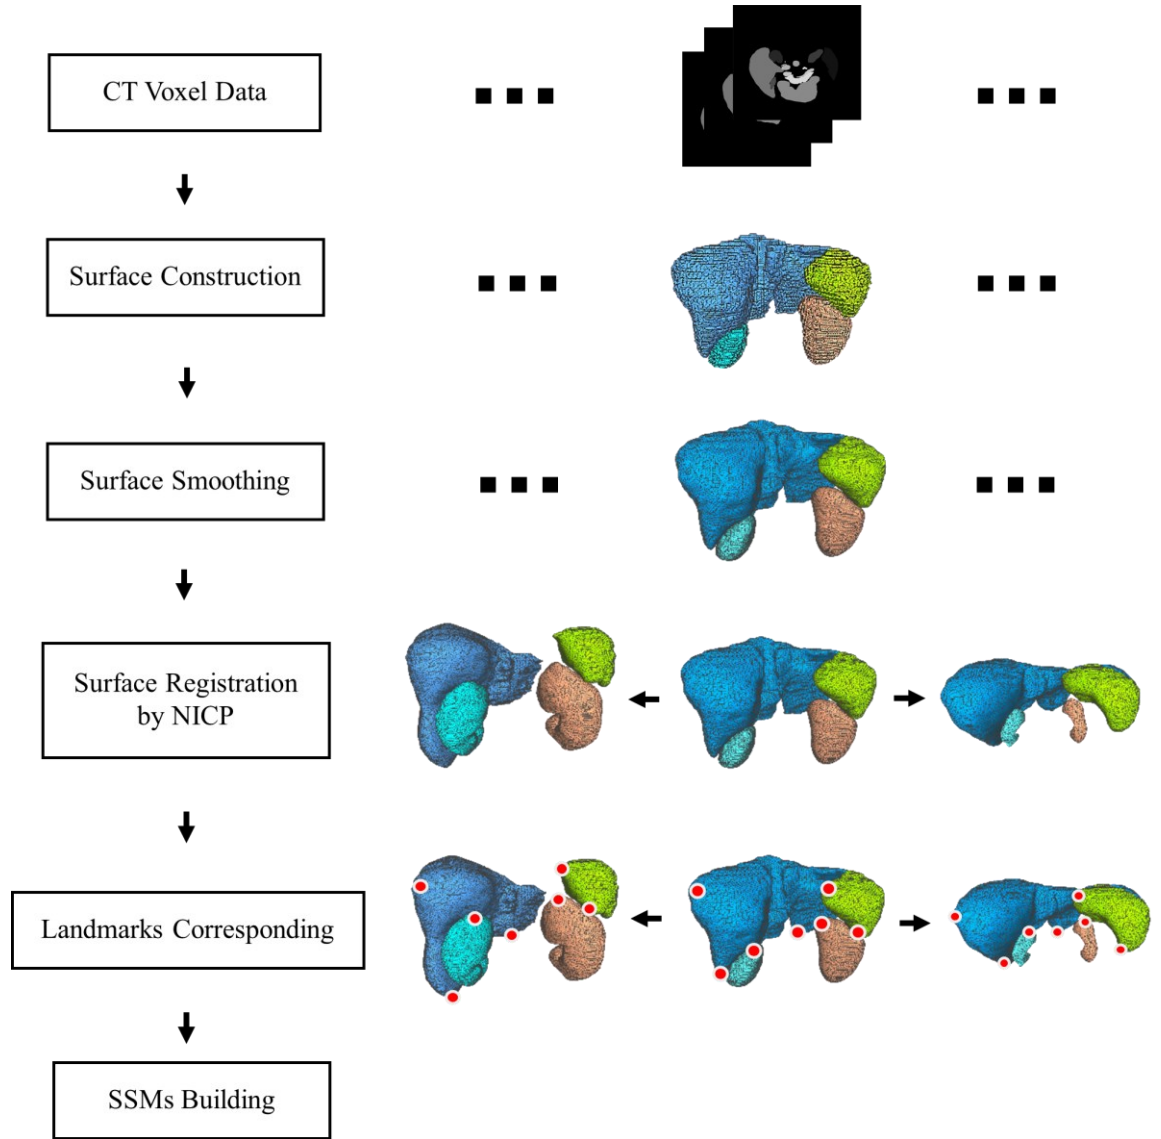 CT Voxel Data
Surface Construction
Surface Smoothing
Surface Registration
by NICP
Landmarks Corresponding
SSMs Building